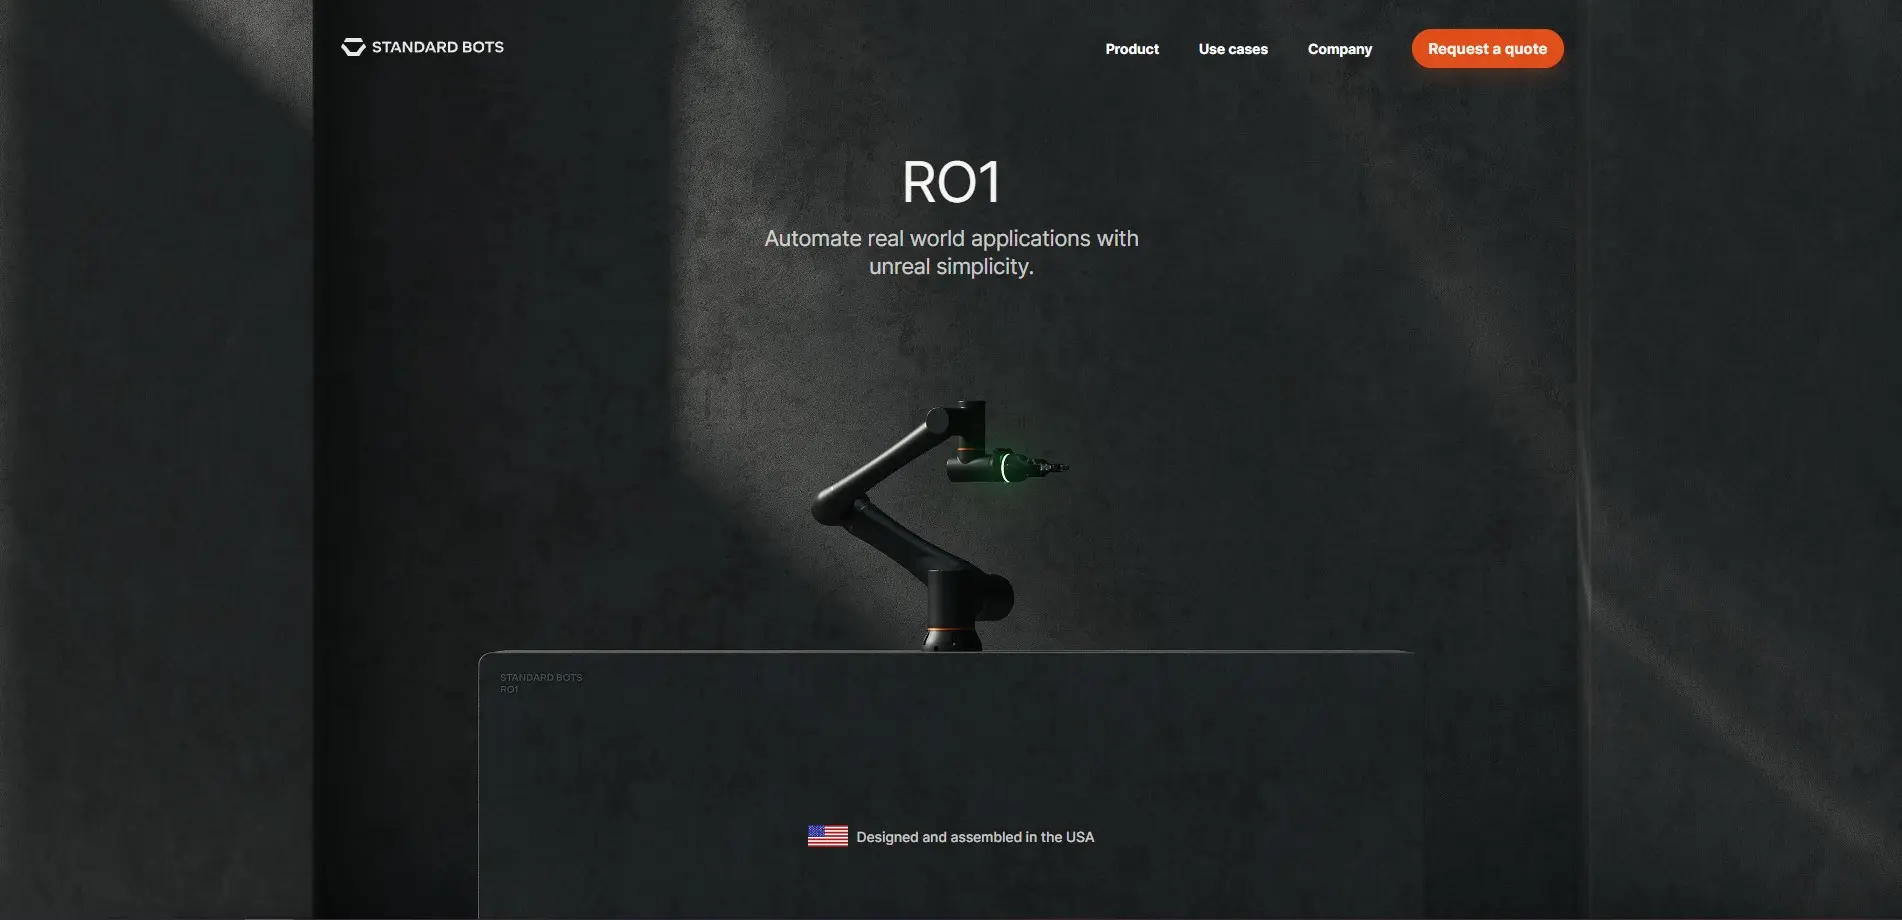 STANDARD BOTS
Product
Use cases
Company
Request a quote
RO1
Automate real world applications with
unreal simplicity.
STANDARD BOTS
RO1
Designed and assembled in the USA